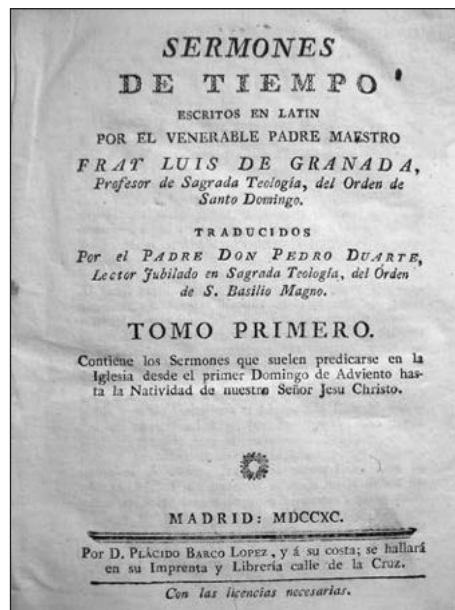 SERMONES
DE TIEMPO
ESCRITOS EN LATIN
POR EL VENERABLE PADRE MAESTRO
FRAY LUIS DE GRANADA,
Profesor de Sagrada Teología, del Orden de
Santo Domingo.
TRADUCIDOS
Por el PADRE DON PEDRO DUARTE,
Lector Jubilado en Sagrada Teología, del Orden
de S. Basilio Magno.
TOMO PRIMERO.
Contiene los Sermones que suelen predicarse en la
Iglesia desde el primer Domingo de Adviento has-
ta la Natividad de nuestro Señor Jesu Christo.
MADRID: MDCCXC.
Por D. PLÁCIDO BARCO LOPEZ, y á su costa; se hallará
en su Imprenta y Librería calle de la Cruz.
Con las licencias necesarias.